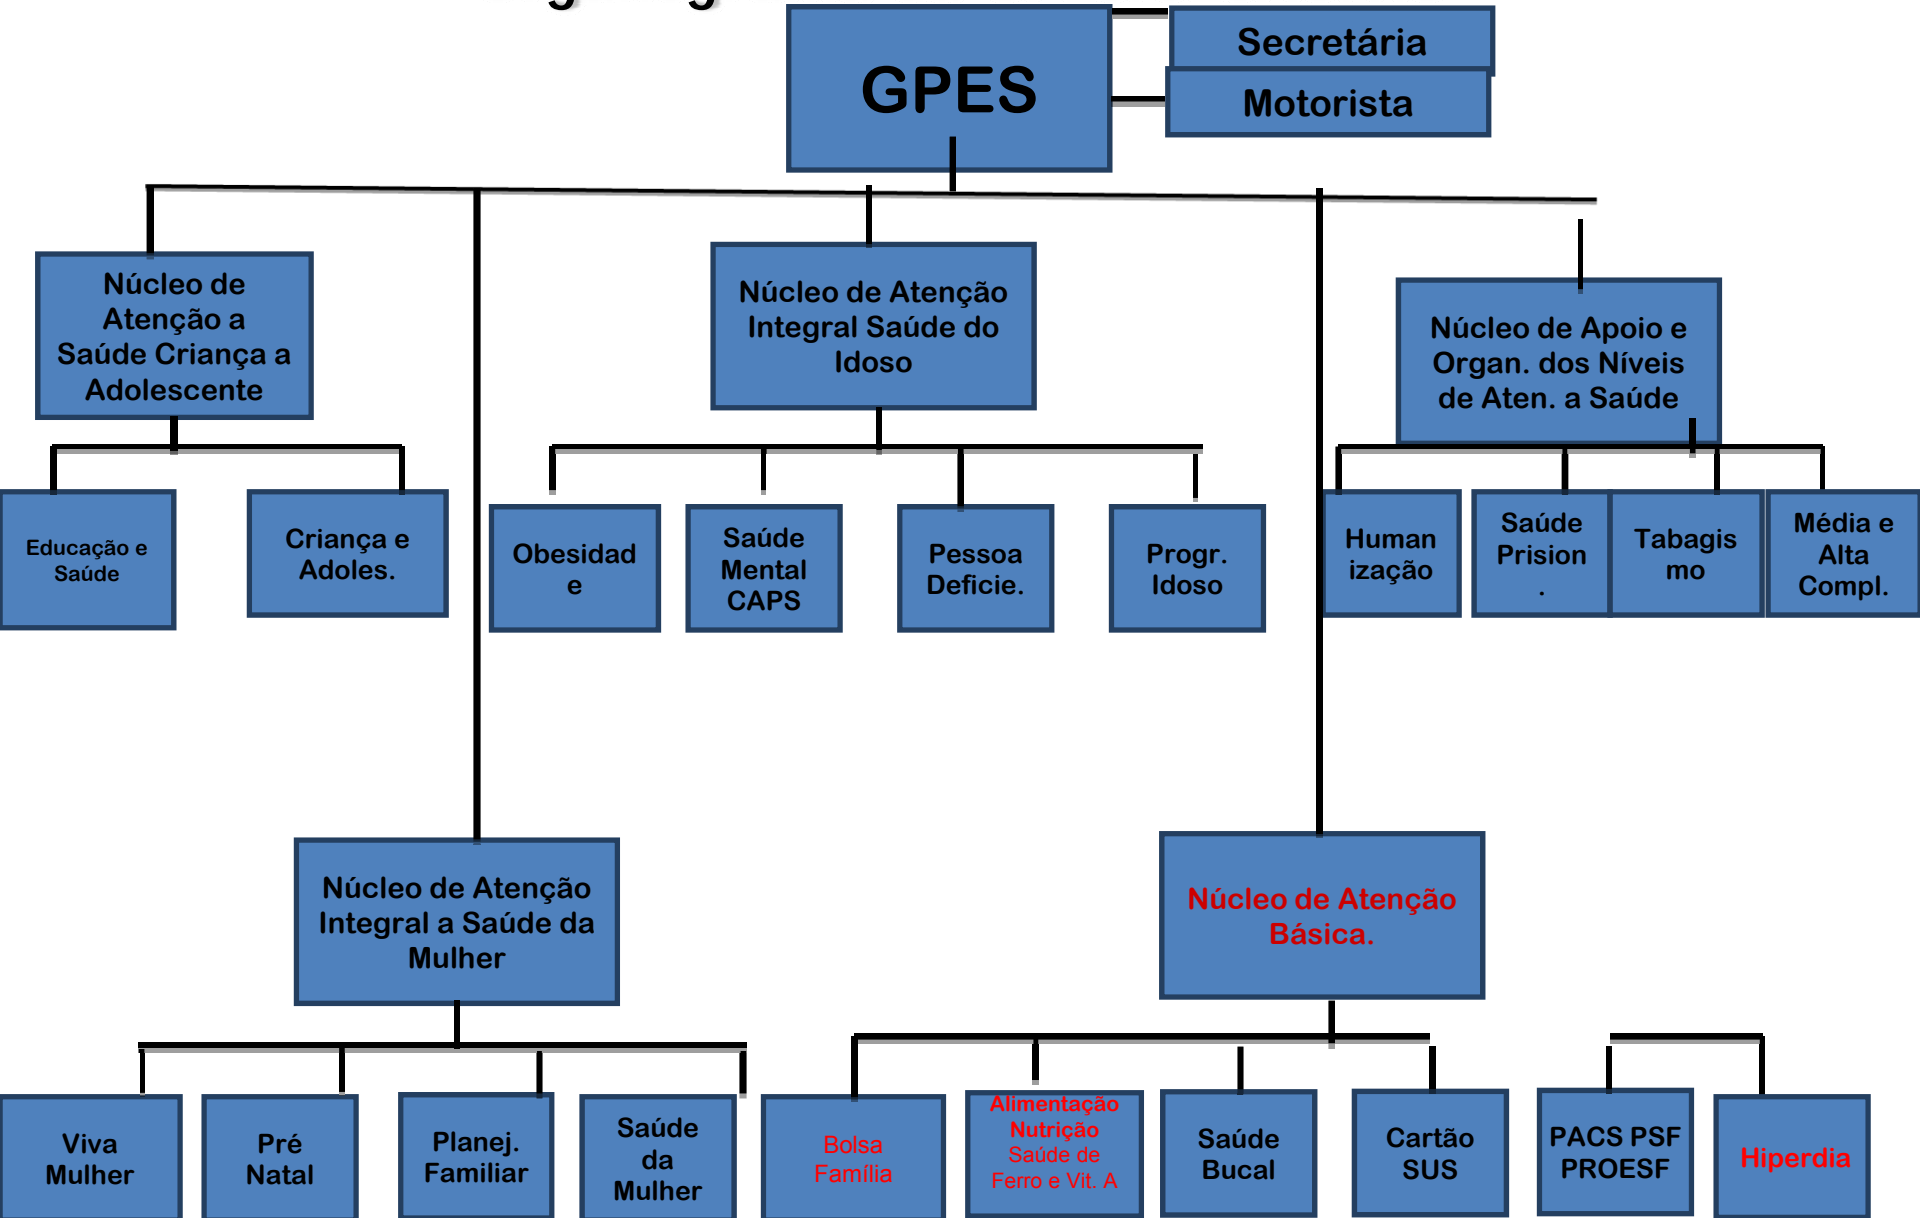 GPES
Secretária
Motorista
Núcleo de
Atenção a
Saúde Criança a
Adolescente
Núcleo de Atenção
Integral Saúde do
Idoso
Núcleo de Apoio e
Organ. dos Níveis
de Aten. a Saúde
Educação e
Saúde
Criança e
Adoles.
Obesidad
e
Saúde
Mental
CAPS
Pessoa
Deficie.
Progr.
Idoso
Human
ização
Saúde
Prision
.
Tabagis
mo
Média e
Alta
Compl.
Núcleo de Atenção
Integral a Saúde da
Mulher
Núcleo de Atenção
Básica.
Viva
Mulher
Pré
Natal
Planej.
Familiar
Saúde
da
Mulher
Bolsa
Família
Alimentação
Nutrição
Saúde de
Ferro e Vit. A
Saúde
Bucal
Cartão
SUS
PACS PSF
PROESF
Hiperdia